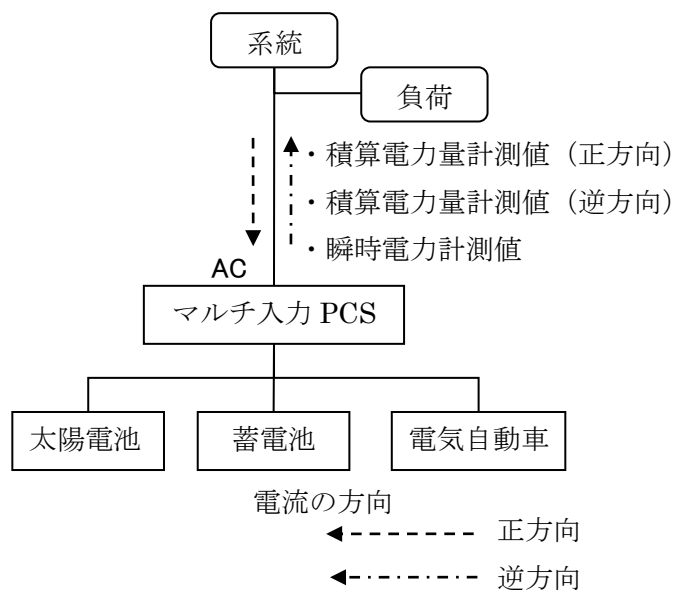 系統
負荷
・積算電力量計測値（正方向）
・積算電力量計測値（逆方向）
・瞬時電力計測値
AC
マルチ入力 PCS
太陽電池
蓄電池
電気自動車
電流の方向
正方向
逆方向